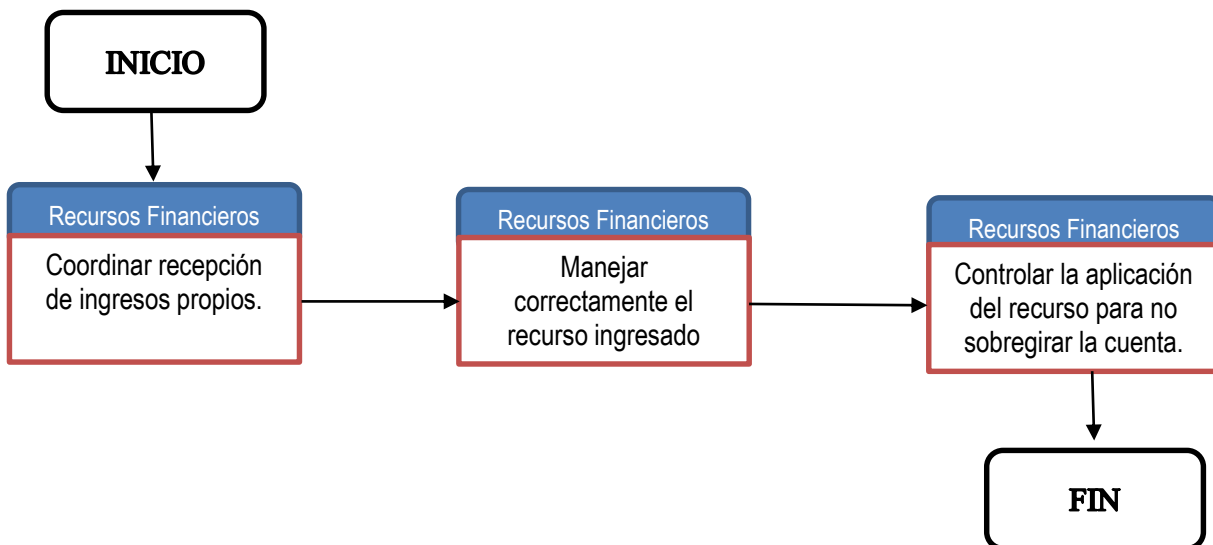 INICIO
Recursos Financieros
Coordinar recepción
de ingresos propios.
Recursos Financieros
Manejar
correctamente el
recurso ingresado
Recursos Financieros
Controlar la aplicación
del recurso para no
sobregirar la cuenta.
FIN